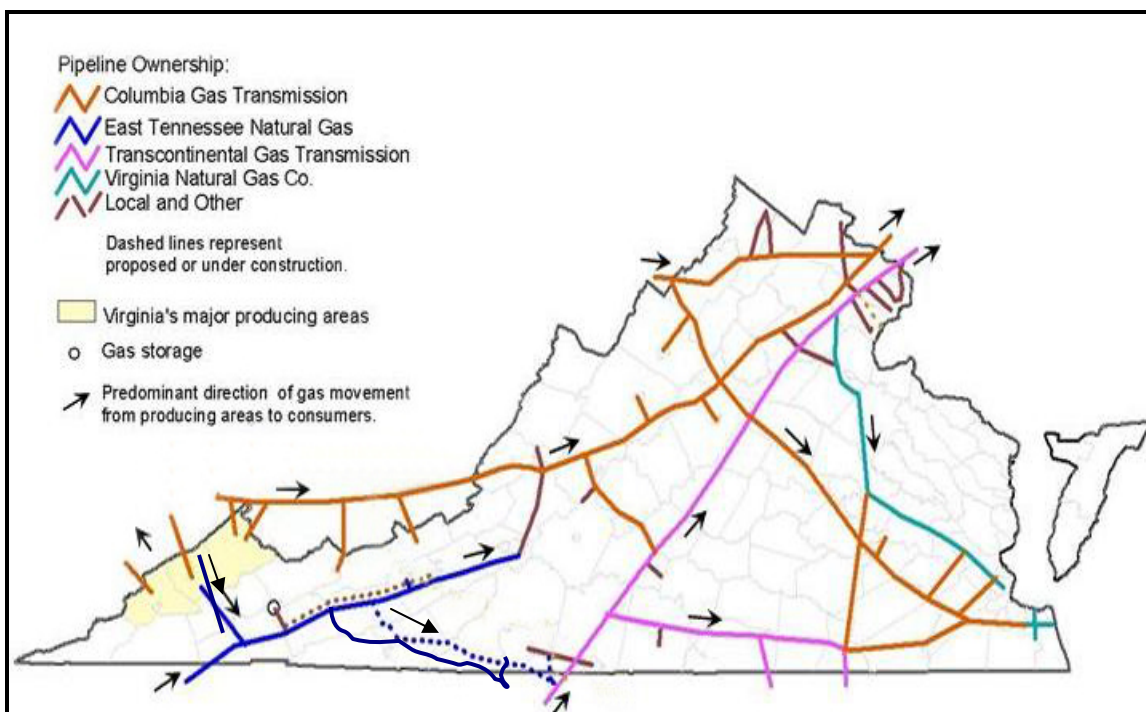 Pipeline Ownership:
Columbia Gas Transmission
East Tennessee Natural Gas
Transcontinental Gas Transmission
Virginia Natural Gas Co.
Local and Other
Dashed lines represent
proposed or under construction.
Virginia's major producing areas
Gas storage
Predominant direction of gas movement
from producing areas to consumers.